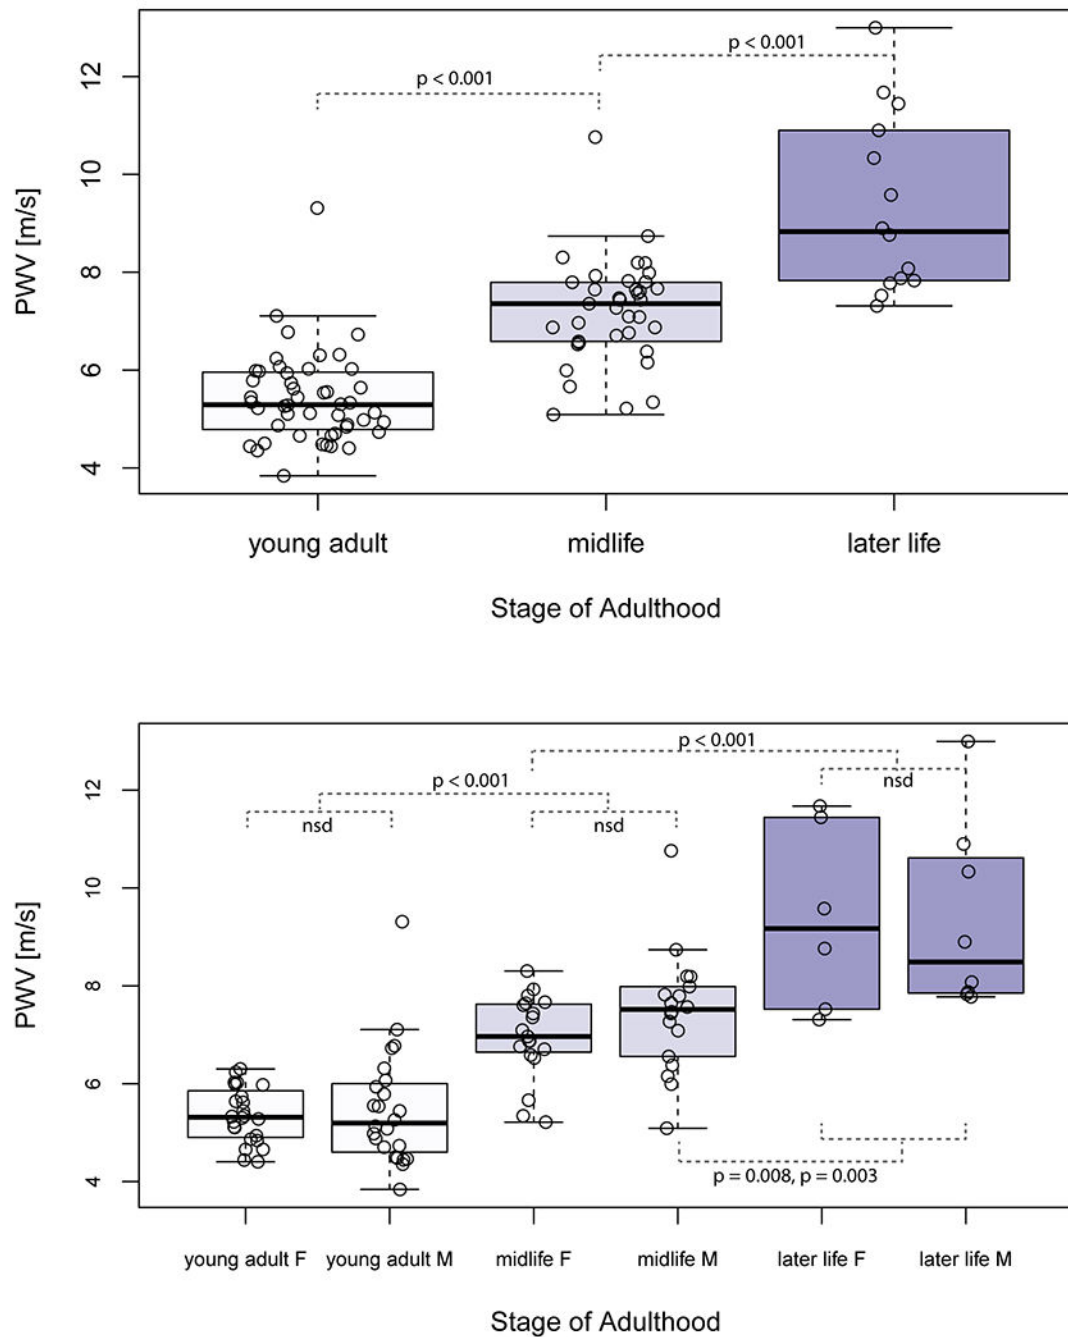 p < 0.001
p < 0.001
12
10
8
6
4
PWV [m/s]
young adult midlife later life
Stage of Adulthood
p < 0.001
nsd
p < 0.001
nsd
nsd
12
10
8
6
4
PWV [m/s]
p = 0.008, p = 0.003
young adult F young adult M midlife F midlife M later life F later life M
Stage of Adulthood